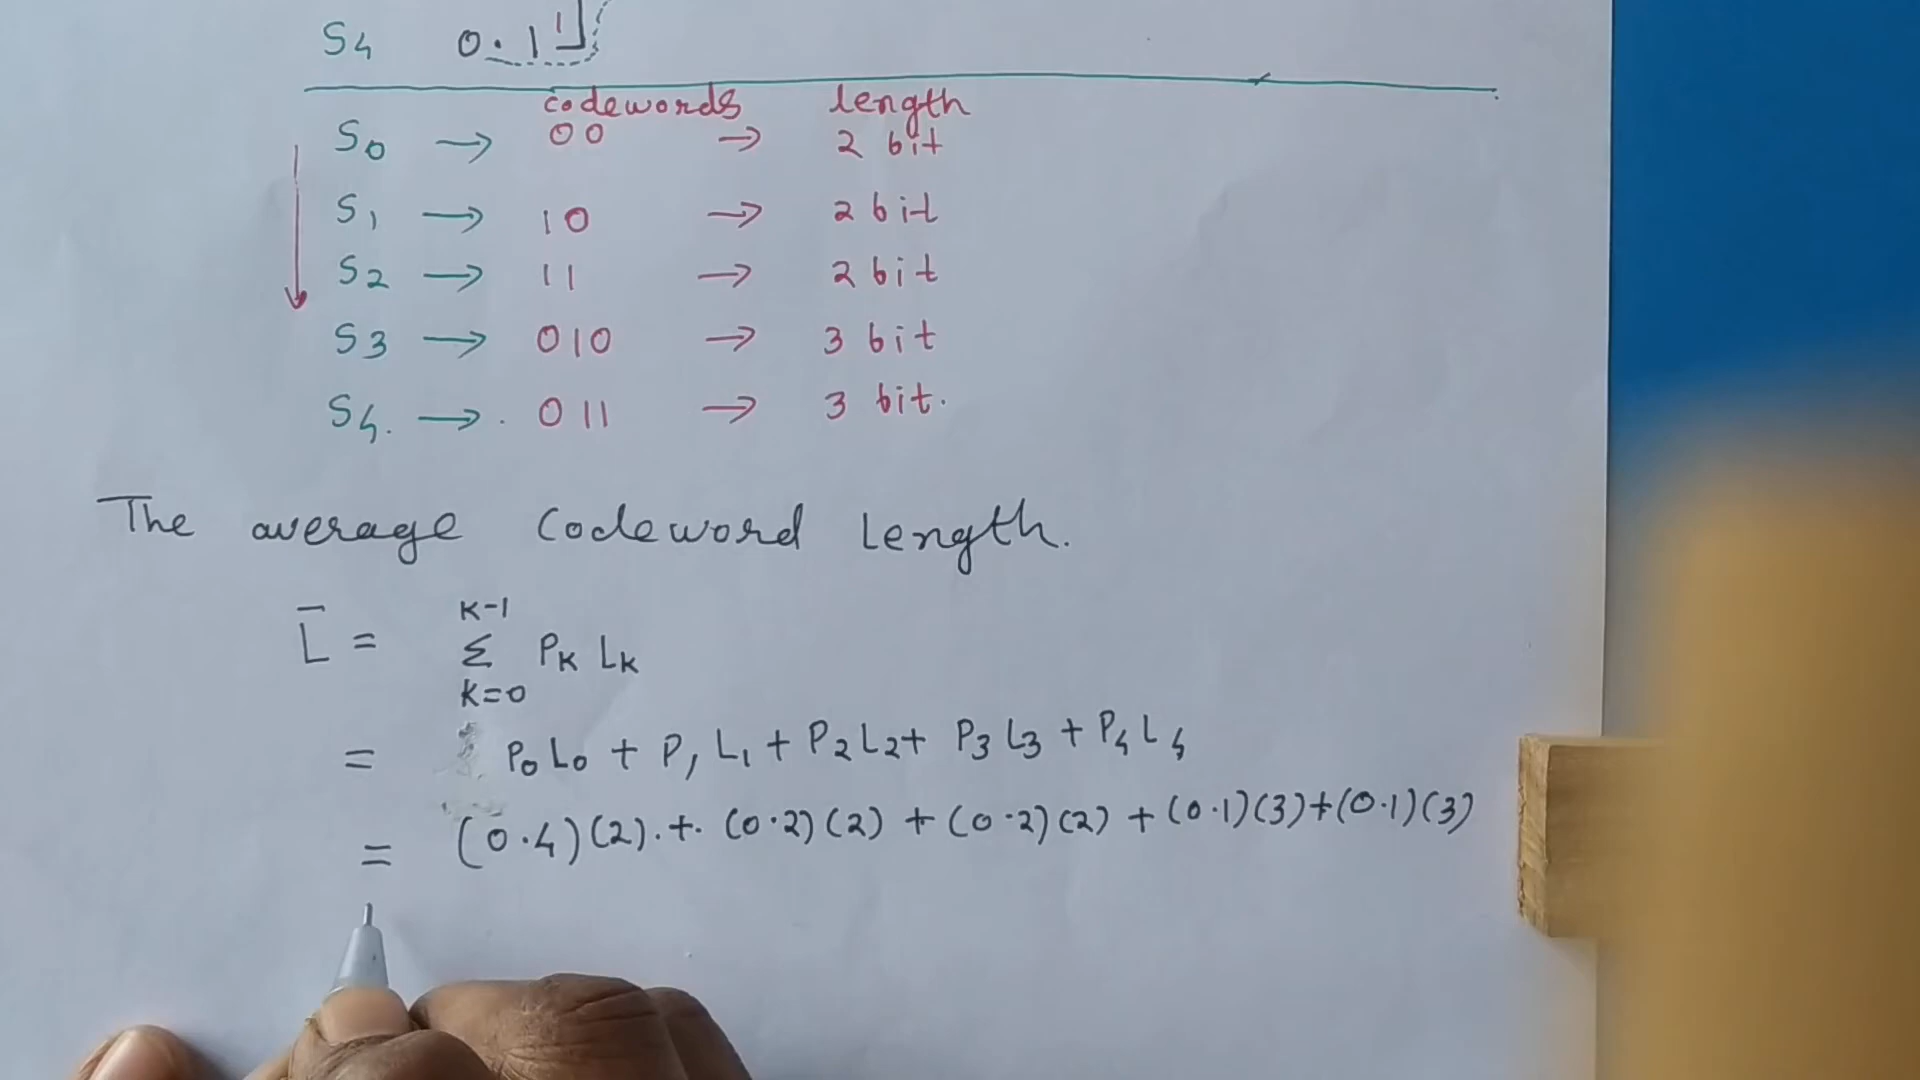 S4 0.1 1
codewords length
S0 → 00 → 2 bit
S1 → 10 → 2 bit
S2 → 11 → 2 bit
S3 → 010 → 3 bit
S4. → 011 → 3 bit.
The average Codeword Length.
K-1
L̅ = Σ PK LK
K=0
= P0 L0 + P1 L1 + P2 L2 + P3 L3 + P4 L4
= (0.4)(2).+.(0.2)(2) + (0.2)(2) + (0.1)(3)+(0.1)(3)